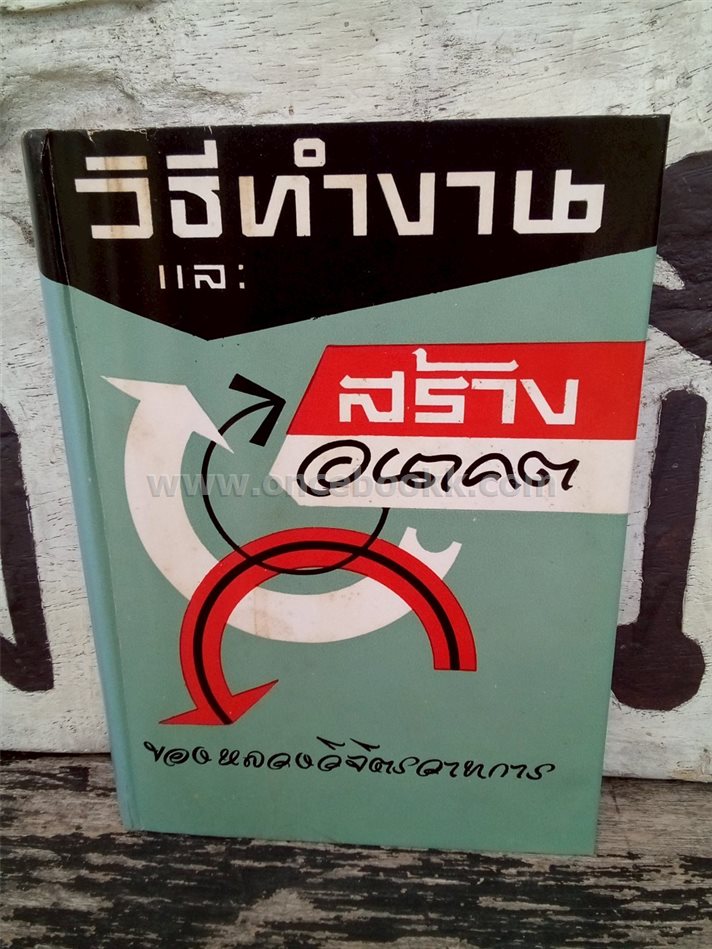 วิธีทำงาน
และ
สร้าง
อนาคต
www.oncebookk.com
ของหลวงวิจิตรวาทการ